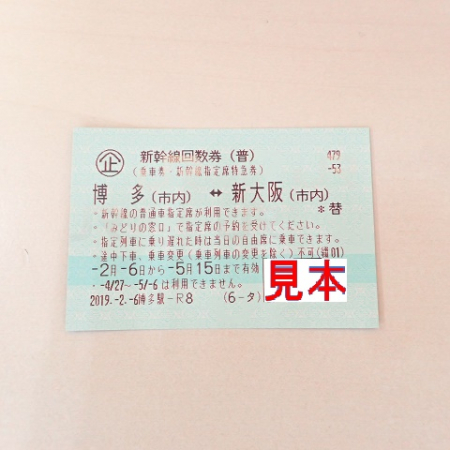 企 新幹線回数券 (普) 479
(乗車券・新幹線指定席特急券) -53
博多(市内) ↔ 新大阪(市内)
・新幹線の普通車指定席が利用できます。 *替
・「みどりの窓口」で指定席の予約を受けてください。
・指定列車に乗り遅れた時は当日の自由席に乗車できます。
・途中下車、乗車変更(乗車列車の変更を除く)不可(繰01)
-2月-6日から-5月15日まで有効
・-4/27~-5/-6は利用できません。
2019.-2.-6博多駅-R8 (6-タ)
見本